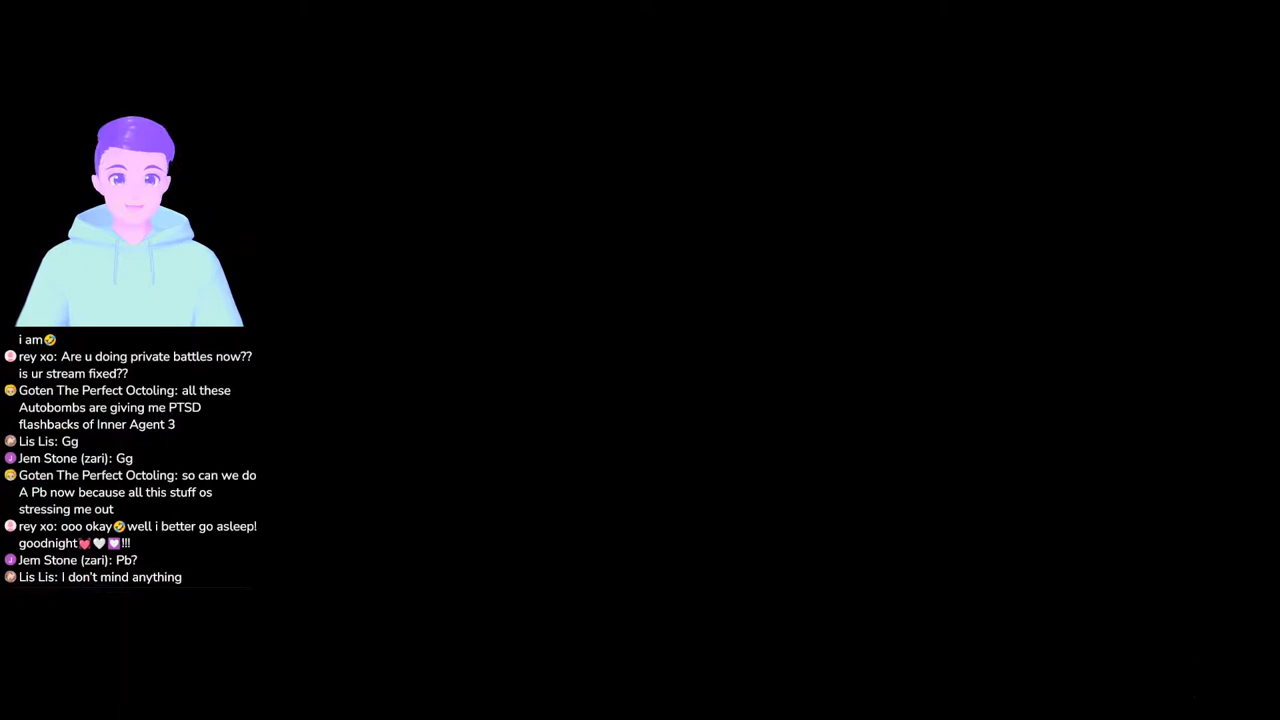 i am🤣
rey xo: Are u doing private battles now??
is ur stream fixed??
Goten The Perfect Octoling: all these
Autobombs are giving me PTSD
flashbacks of Inner Agent 3
Lis Lis: Gg
Jem Stone (zari): Gg
Goten The Perfect Octoling: so can we do
A Pb now because all this stuff os
stressing me out
rey xo: ooo okay🤣well i better go asleep!
goodnight💓🤍💟!!!
Jem Stone (zari): Pb?
Lis Lis: I don't mind anything